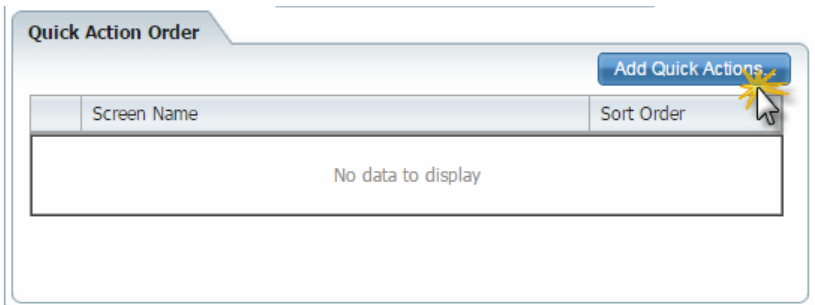 Quick Action Order
Add Quick Actions...
Screen Name Sort Order
No data to display